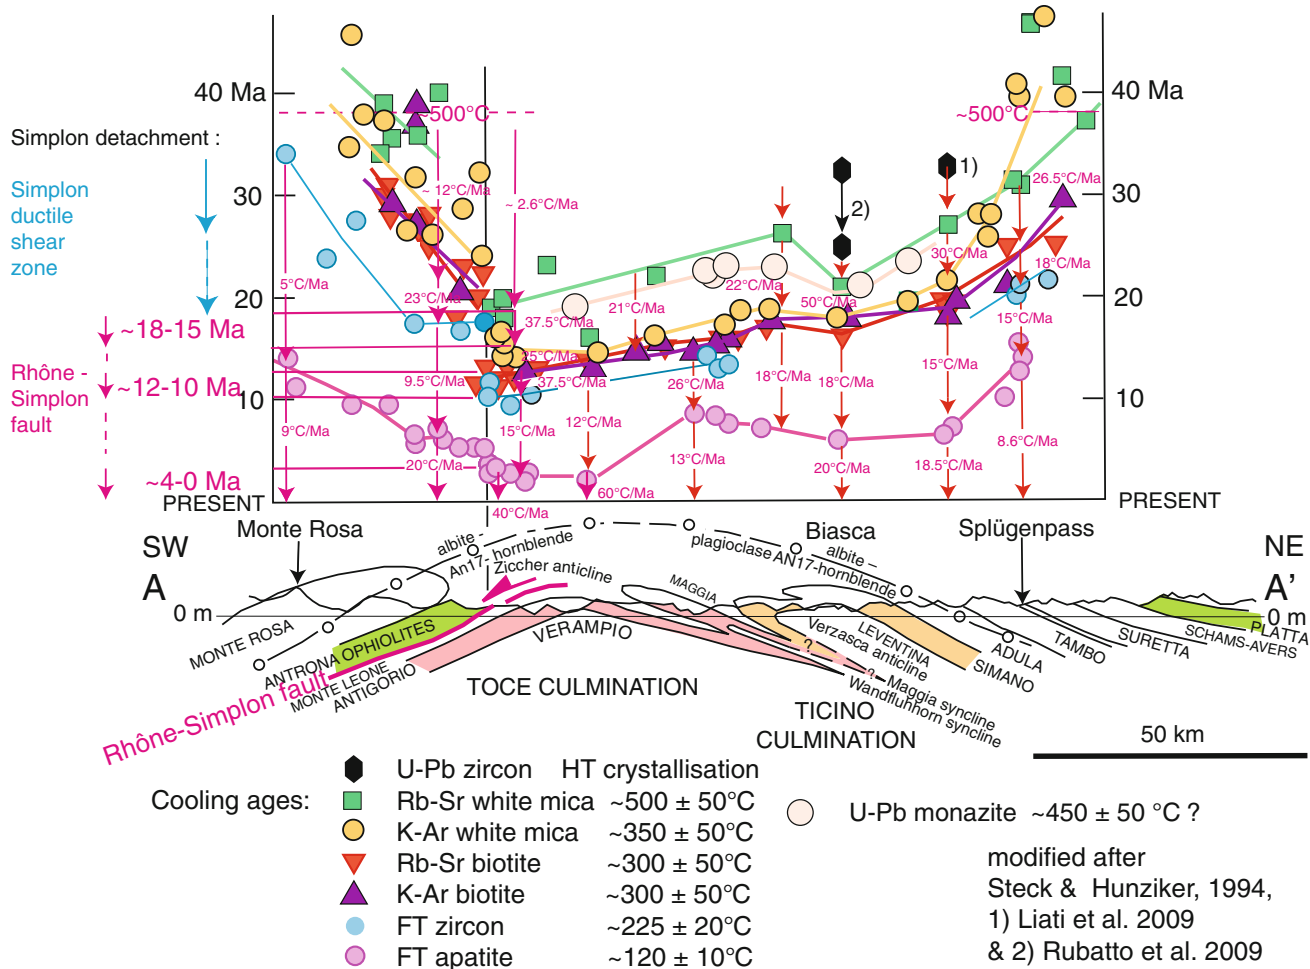 40 Ma
~500°C
~500°C
40 Ma
Simplon detachment :
Simplon
ductile
shear
zone
30
~ 12°C/Ma
~ 2.6°C/Ma
1)
2)
26.5°C/Ma
30
5°C/Ma
23°C/Ma
21°C/Ma
22°C/Ma
50°C/Ma
30°C/Ma
18°C/Ma
20
20
~18-15 Ma
37.5°C/Ma
15°C/Ma
25°C/Ma
Rhône -
Simplon
fault
~12-10 Ma
9.5°C/Ma
37.5°C/Ma
26°C/Ma
18°C/Ma
18°C/Ma
15°C/Ma
10
10
9°C/Ma
15°C/Ma
12°C/Ma
8.6°C/Ma
20°C/Ma
13°C/Ma
20°C/Ma
18.5°C/Ma
~4-0 Ma
60°C/Ma
PRESENT
PRESENT
40°C/Ma
Monte Rosa
Biasca
Splügenpass
SW
NE
albite –
An17- hornblende
plagioclase
albite –
AN17-hornblende
A
A'
Ziccher anticline
MAGGIA
0 m
0 m
MONTE ROSA
ANTRONA
OPHIOLITES
VERAMPIO
Verzasca anticline
LEVENTINA
TAMBO
SURETTA
SCHAMS-AVERS
PLATTA
?
?
ADULA
SIMANO
MONTE LEONE
ANTIGORIO
Rhône-Simplon fault
TOCE CULMINATION
Maggia syncline
Wandfluhhorn syncline
TICINO
CULMINATION
50 km
U-Pb zircon HT crystallisation
Cooling ages:
Rb-Sr white mica ~500 ± 50°C
K-Ar white mica ~350 ± 50°C
Rb-Sr biotite ~300 ± 50°C
K-Ar biotite ~300 ± 50°C
FT zircon ~225 ± 20°C
FT apatite ~120 ± 10°C
U-Pb monazite ~450 ± 50 °C ?
modified after
Steck & Hunziker, 1994,
1) Liati et al. 2009
& 2) Rubatto et al. 2009